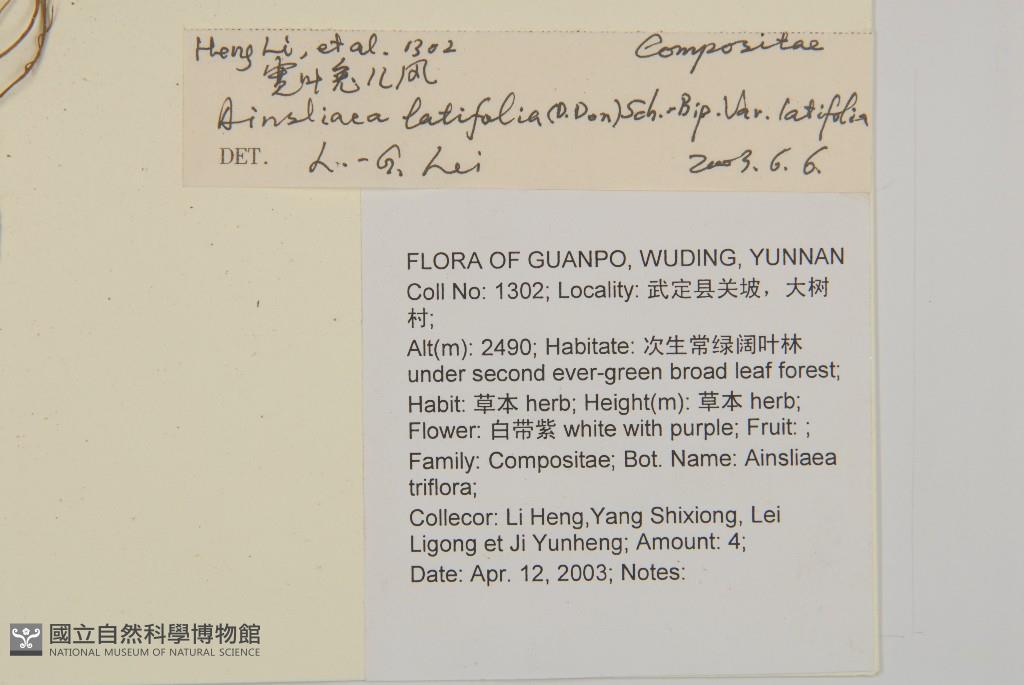 Heng Li, et al. 1302 Compositae
宽叶兔儿风
Ainsliaea latifolia (D.Don) Sch.-Bip. Var. latifolia
DET. L.-G. Lei 2003. 6. 6.
FLORA OF GUANPO, WUDING, YUNNAN
Coll No: 1302; Locality: 武定县关坡，大树
村;
Alt(m): 2490; Habitate: 次生常绿阔叶林
under second ever-green broad leaf forest;
Habit: 草本 herb; Height(m): 草本 herb;
Flower: 白带紫 white with purple; Fruit: ;
Family: Compositae; Bot. Name: Ainsliaea
triflora;
Collecor: Li Heng,Yang Shixiong, Lei
Ligong et Ji Yunheng; Amount: 4;
Date: Apr. 12, 2003; Notes:
國立自然科學博物館
NATIONAL MUSEUM OF NATURAL SCIENCE